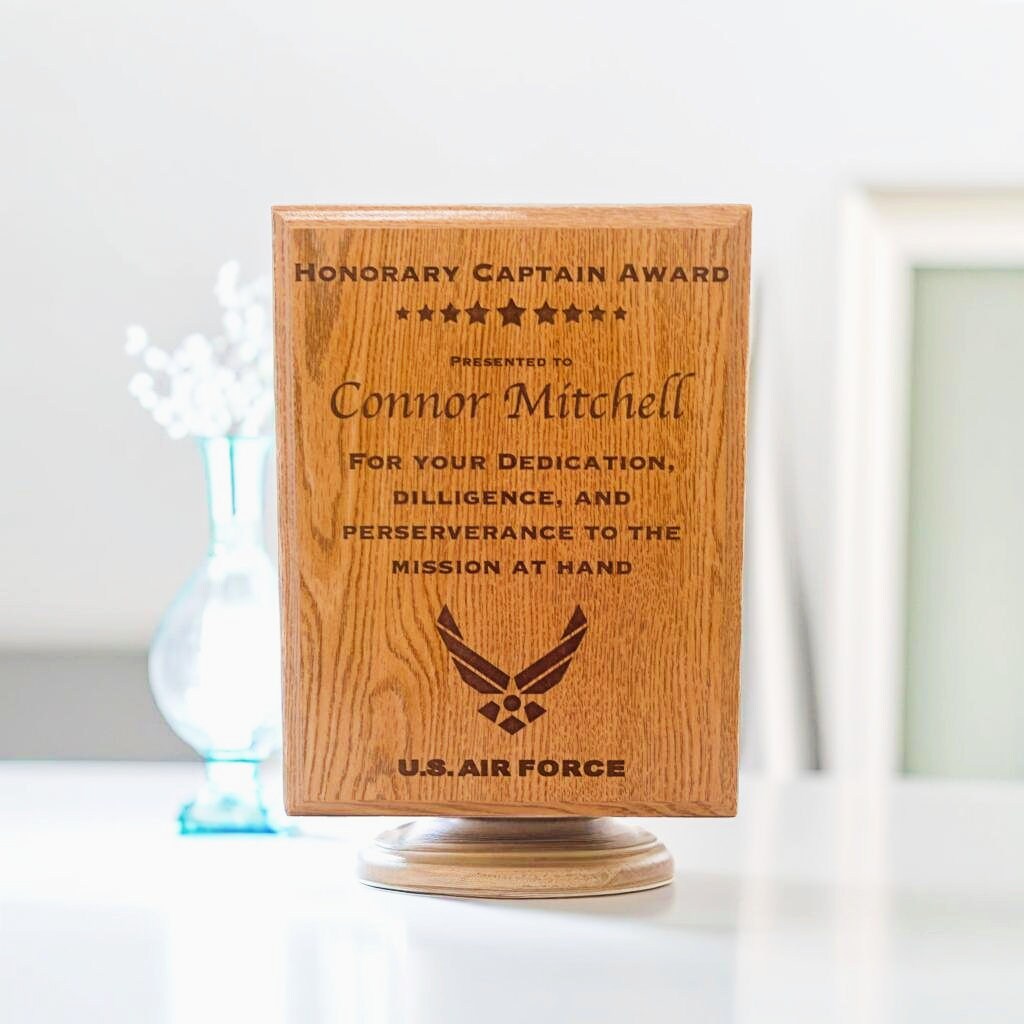 Honorary Captain Award
Presented to
Connor Mitchell
For your Dedication,
dilligence, and
perserverance to the
mission at hand
U.S. AIR FORCE